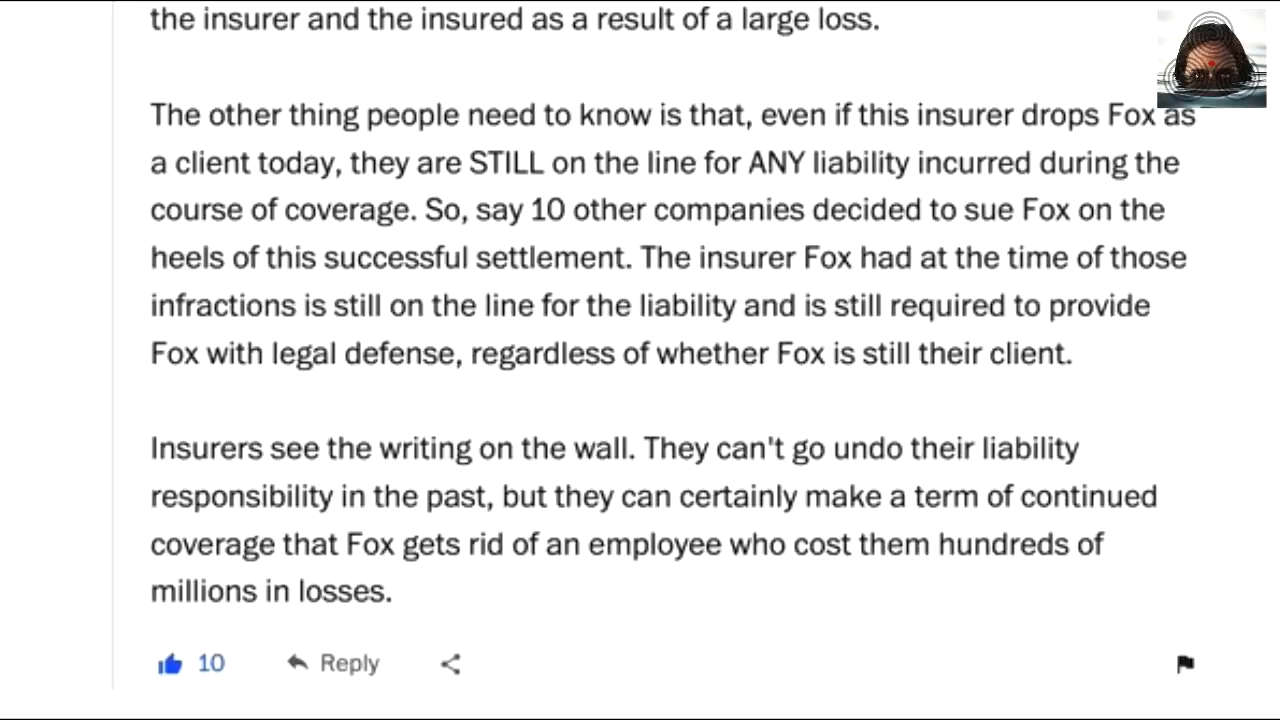 the insurer and the insured as a result of a large loss.
The other thing people need to know is that, even if this insurer drops Fox as
a client today, they are STILL on the line for ANY liability incurred during the
course of coverage. So, say 10 other companies decided to sue Fox on the
heels of this successful settlement. The insurer Fox had at the time of those
infractions is still on the line for the liability and is still required to provide
Fox with legal defense, regardless of whether Fox is still their client.
Insurers see the writing on the wall. They can't go undo their liability
responsibility in the past, but they can certainly make a term of continued
coverage that Fox gets rid of an employee who cost them hundreds of
millions in losses.
10 Reply